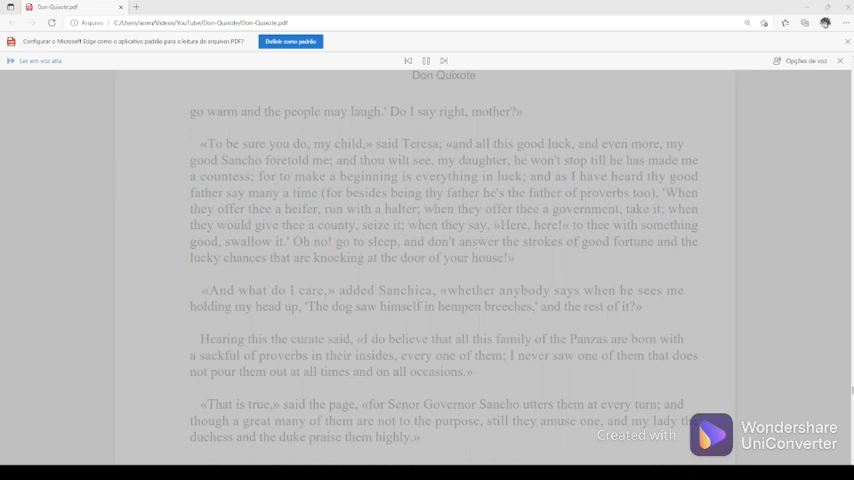 Don-Quixote.pdf
Arquivo | C:/Users/aoms/Videos/YouTube/Don-Quixote/Don-Quixote.pdf
Configurar o Microsoft Edge como o aplicativo padrão para a leitura de arquivos PDF? Definir como padrão
Ler em voz alta Opções de voz
Don Quixote
go warm and the people may laugh.' Do I say right, mother?»
«To be sure you do, my child,» said Teresa; «and all this good luck, and even more, my
good Sancho foretold me; and thou wilt see, my daughter, he won't stop till he has made me
a countess; for to make a beginning is everything in luck; and as I have heard thy good
father say many a time (for besides being thy father he's the father of proverbs too), 'When
they offer thee a heifer, run with a halter; when they offer thee a government, take it; when
they would give thee a county, seize it; when they say, »Here, here!« to thee with something
good, swallow it.' Oh no! go to sleep, and don't answer the strokes of good fortune and the
lucky chances that are knocking at the door of your house!»
«And what do I care,» added Sanchica, «whether anybody says when he sees me
holding my head up, 'The dog saw himself in hempen breeches,' and the rest of it?»
Hearing this the curate said, «I do believe that all this family of the Panzas are born with
a sackful of proverbs in their insides, every one of them; I never saw one of them that does
not pour them out at all times and on all occasions.»
«That is true,» said the page, «for Senor Governor Sancho utters them at every turn; and
though a great many of them are not to the purpose, still they amuse one, and my lady the
duchess and the duke praise them highly.»
Created with Wondershare
UniConverter